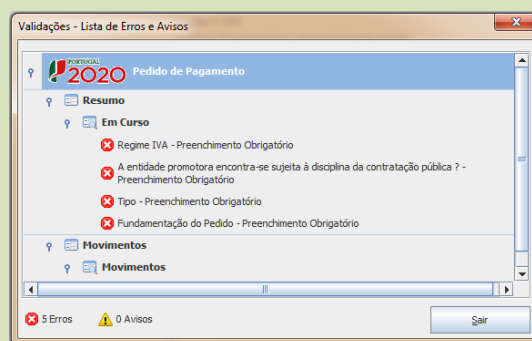 Validações - Lista de Erros e Avisos
PORTUGAL
2020 Pedido de Pagamento
Resumo
Em Curso
Regime IVA - Preenchimento Obrigatório
A entidade promotora encontra-se sujeita à disciplina da contratação pública ? -
Preenchimento Obrigatório
Tipo - Preenchimento Obrigatório
Fundamentação do Pedido - Preenchimento Obrigatório
Movimentos
Movimentos
5 Erros
0 Avisos
Sair